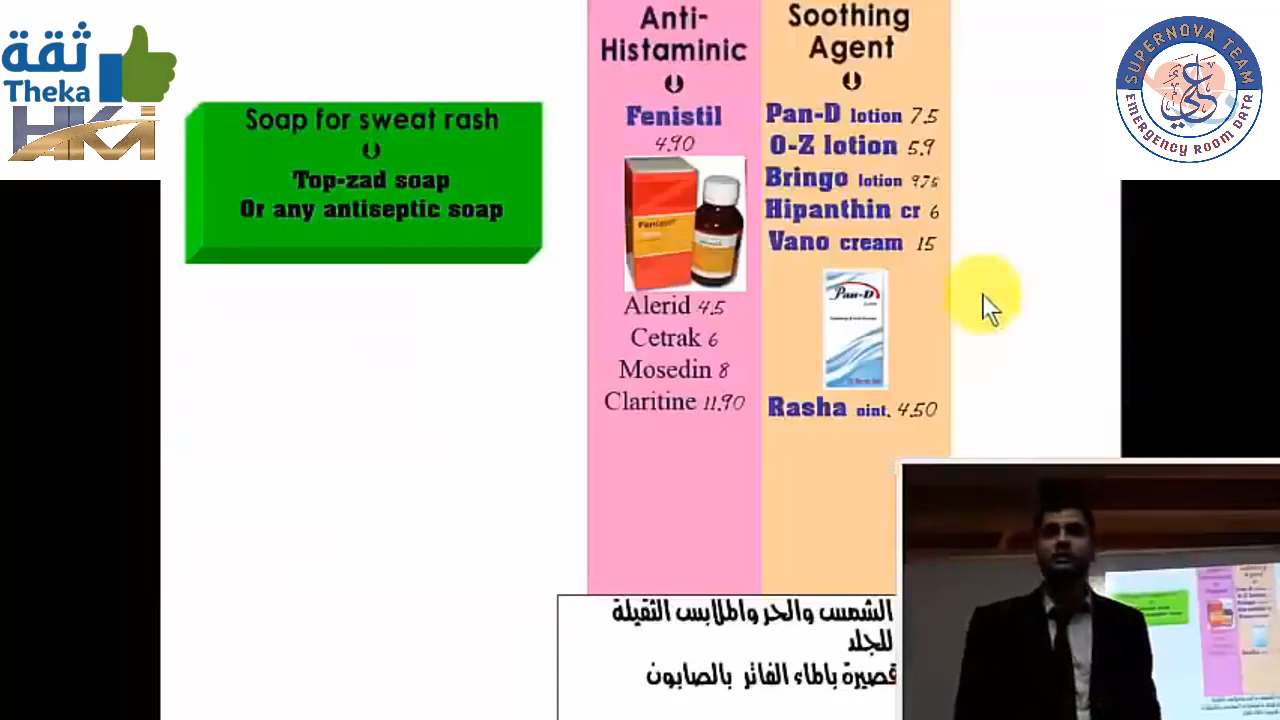 ثقة
Theka
HKM
SUPERNOVA TEAM
EMERGENCY ROOM DATA
Soap for sweat rash
Top-zad soap
Or any antiseptic soap
Anti-
Histaminic
Fenistil
4.90
Alerid 4.5
Cetrak 6
Mosedin 8
Claritine 11.90
Soothing
Agent
Pan-D lotion 7.5
O-Z lotion 5.9
Bringo lotion 9.75
Hipanthin cr 6
Vano cream 15
Pan-D
Rasha oint. 4.50
الشمس والحر والملابس الثقيلة
للجلد
قصيرة بالماء الفاتر بالصابون